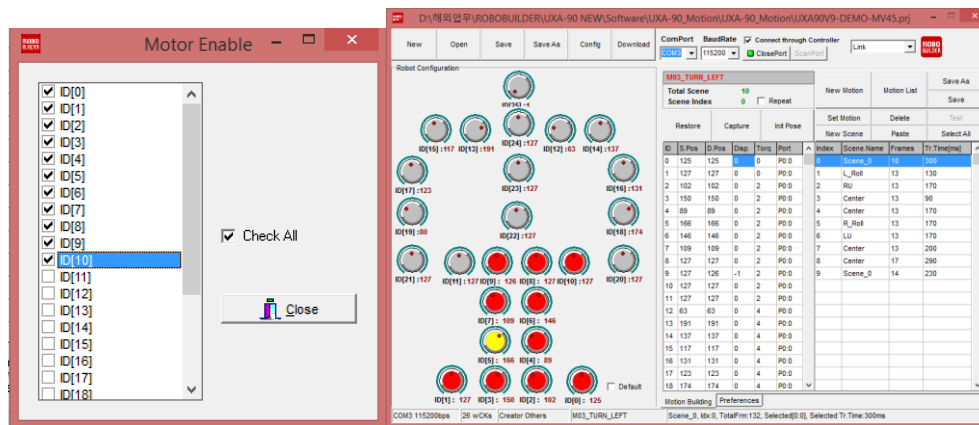 ROBO BUILDER Motor Enable
ID[0]
ID[1]
ID[2]
ID[3]
ID[4]
ID[5]
ID[6]
ID[7]
ID[8]
ID[9]
ID[10]
ID[11]
ID[12]
ID[13]
ID[14]
ID[15]
ID[16]
ID[17]
ID[18]
Check All
Close
D:\해외업무\ROBOBUILDER\UXA-90 NEW\Software\UXA-90_Motion\UXA-90_Motion\UXA90V9-DEMO-MV45.prj
New Open Save Save As Config Download
ComPort BaudRate Connect through Controller
COM3 115200 ClosePort ScanPort Link ROBO BUILDER
Robot Configuration
ID[25] :1
ID[15] :117 ID[13] :191 ID[24] :127 ID[12] :63 ID[14] :137
ID[17] :123 ID[23] :127 ID[16] :131
ID[19] :80 ID[22] :127 ID[18] :174
ID[21] :127 ID[11] : 127 ID[9] : 126 ID[8] : 127 ID[10] :127 ID[20] :127
ID[7] : 109 ID[6] : 146
ID[5] : 166 ID[4] : 89
ID[1] : 127 ID[3] : 150 ID[2] : 102 ID[0] : 125
Default
M03_TURN_LEFT
Total Scene 10
Scene Index 0 Repeat
New Motion Motion List Save As
Save
Restore Capture Init Pose
Set Motion Delete Test
New Scene Paste Select All
ID S.Pos D.Pos Disp. Torq Port
0 125 125 0 0 P0:0
1 127 127 0 0 P0:0
2 102 102 0 2 P0:0
3 150 150 0 2 P0:0
4 89 89 0 2 P0:0
5 166 166 0 2 P0:0
6 146 146 0 2 P0:0
7 109 109 0 2 P0:0
8 127 127 0 2 P0:0
9 127 126 -1 2 P0:0
10 127 127 0 2 P0:0
11 127 127 0 2 P0:0
12 63 63 0 4 P0:0
13 191 191 0 4 P0:0
14 137 137 0 4 P0:0
15 117 117 0 4 P0:0
16 131 131 0 4 P0:0
17 123 123 0 4 P0:0
18 174 174 0 4 P0:0
Index Scene Name Frames Tr.Time[ms]
0 Scene_0 10 300
1 L_Roll 13 130
2 RU 13 170
3 Center 13 90
4 Center 13 170
5 R_Roll 13 170
6 LU 13 170
7 Center 13 200
8 Center 17 290
9 Scene_0 14 230
Motion Building Preferences
COM3 115200bps 26 wCKs Creator Others M03_TURN_LEFT Scene_0, Idx:0, TotalFrm:132, Selected[0:0], Selected Tr.Time:300ms